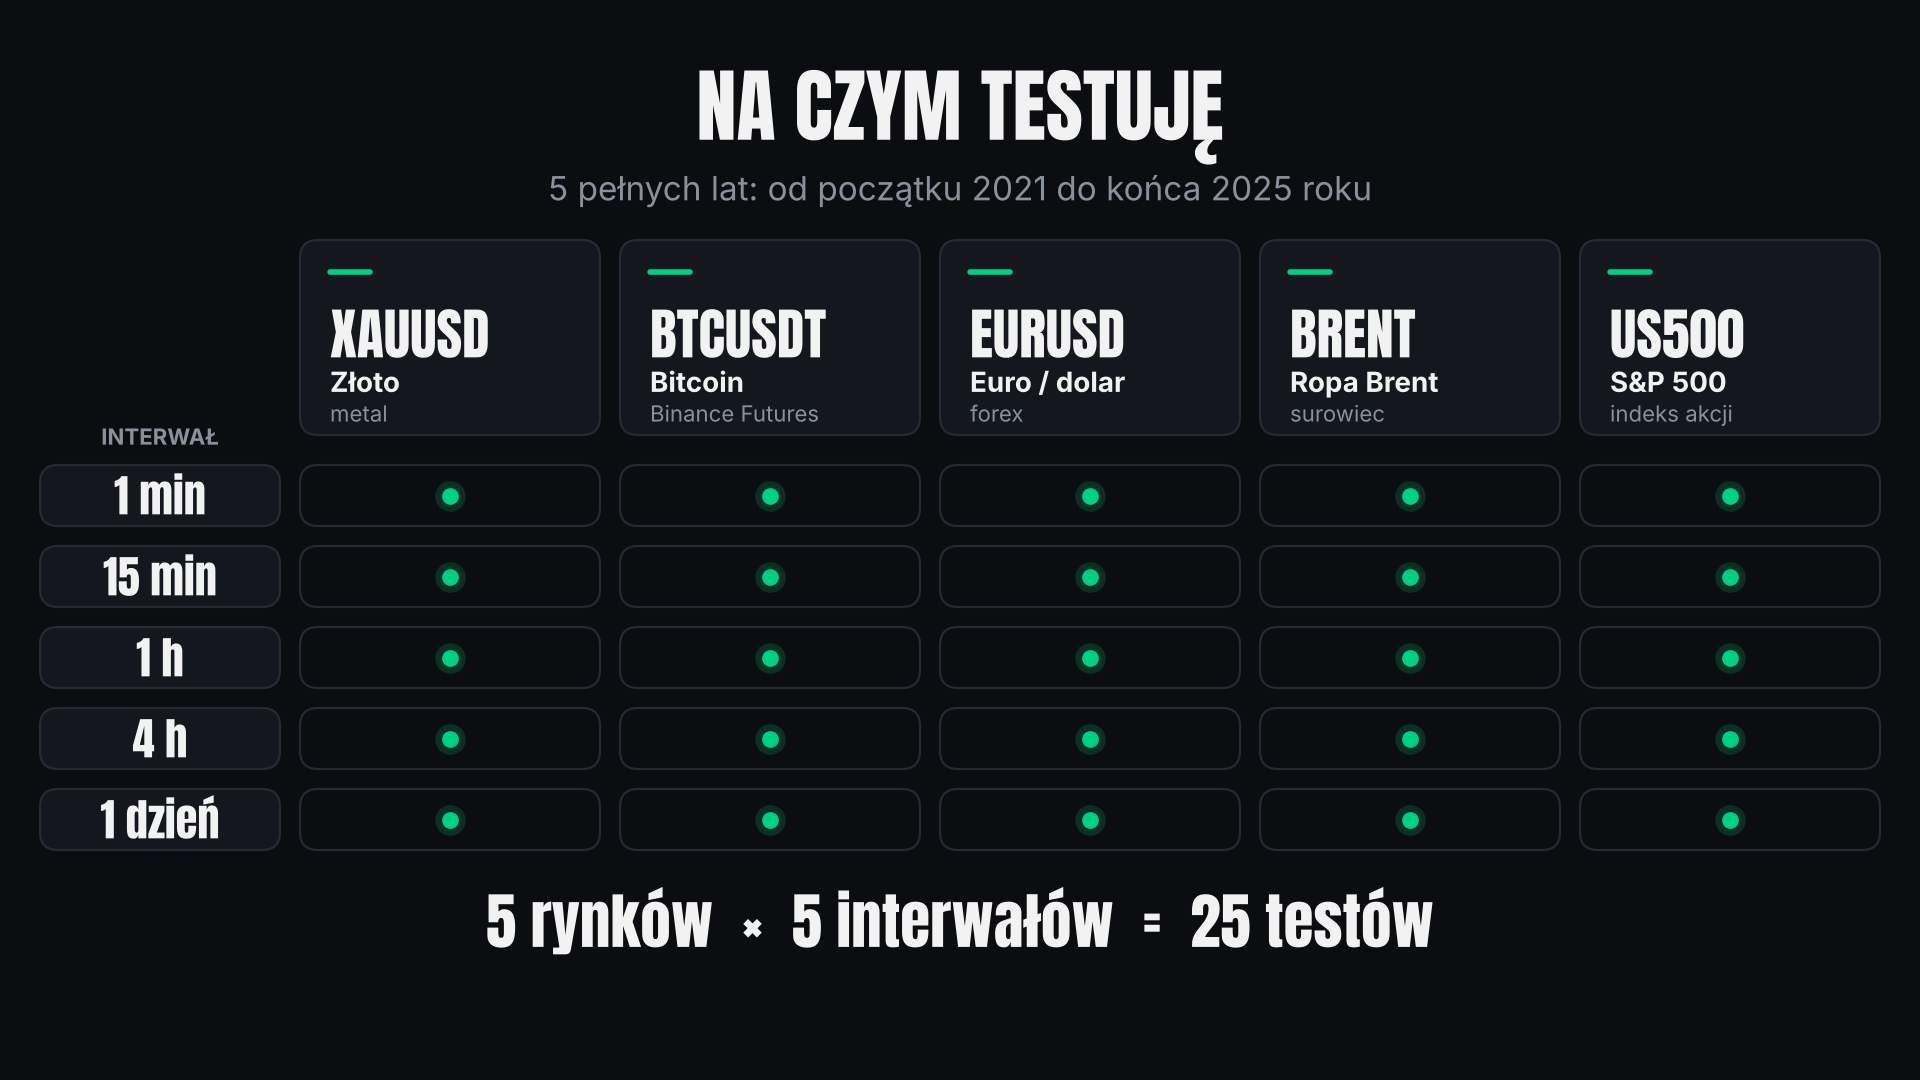 NA CZYM TESTUJĘ
5 pełnych lat: od początku 2021 do końca 2025 roku
XAUUSD
Złoto
metal
BTCUSDT
Bitcoin
Binance Futures
EURUSD
Euro / dolar
forex
BRENT
Ropa Brent
surowiec
US500
S&P 500
indeks akcji
INTERWAŁ
1 min
15 min
1 h
4 h
1 dzień
5 rynków × 5 interwałów = 25 testów